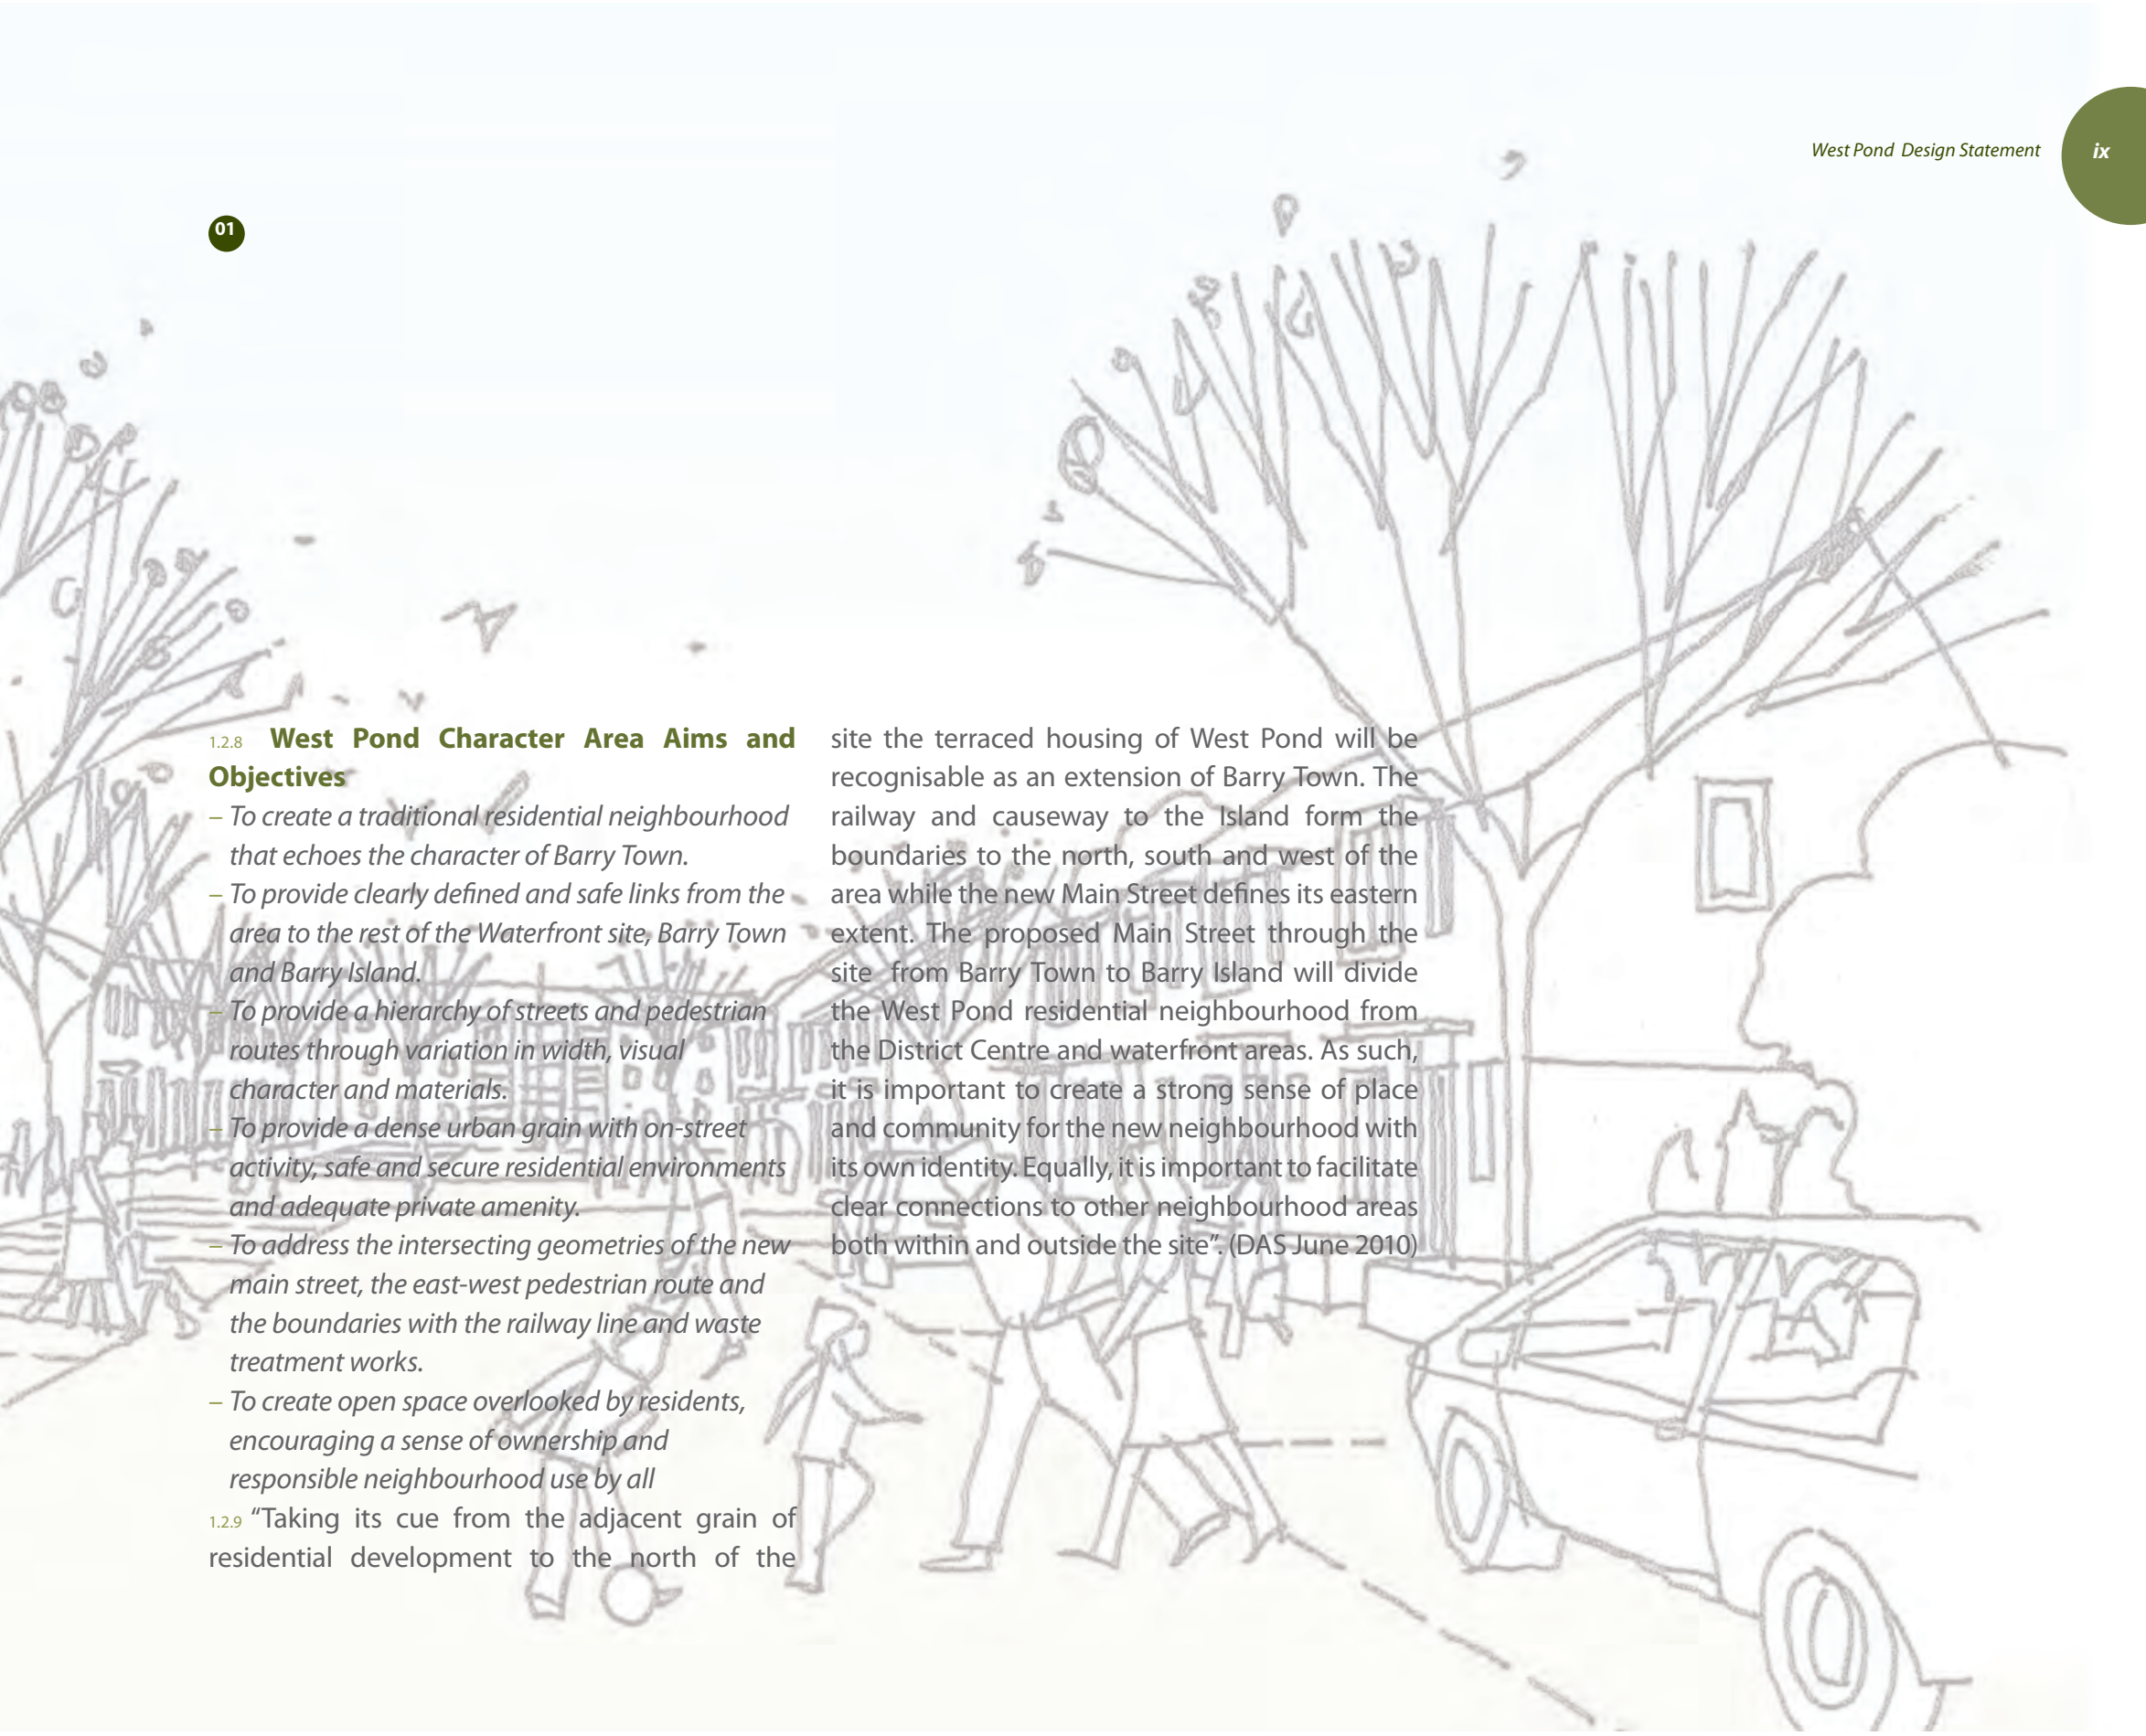 West Pond Design Statement
ix
01
1.2.8 West Pond Character Area Aims and
Objectives
– To create a traditional residential neighbourhood
that echoes the character of Barry Town.
– To provide clearly defined and safe links from the
area to the rest of the Waterfront site, Barry Town
and Barry Island.
– To provide a hierarchy of streets and pedestrian
routes through variation in width, visual
character and materials.
– To provide a dense urban grain with on-street
activity, safe and secure residential environments
and adequate private amenity.
– To address the intersecting geometries of the new
main street, the east-west pedestrian route and
the boundaries with the railway line and waste
treatment works.
– To create open space overlooked by residents,
encouraging a sense of ownership and
responsible neighbourhood use by all
1.2.9 “Taking its cue from the adjacent grain of
residential development to the north of the
site the terraced housing of West Pond will be
recognisable as an extension of Barry Town. The
railway and causeway to the Island form the
boundaries to the north, south and west of the
area while the new Main Street defines its eastern
extent. The proposed Main Street through the
site from Barry Town to Barry Island will divide
the West Pond residential neighbourhood from
the District Centre and waterfront areas. As such,
it is important to create a strong sense of place
and community for the new neighbourhood with
its own identity. Equally, it is important to facilitate
clear connections to other neighbourhood areas
both within and outside the site”. (DAS June 2010)